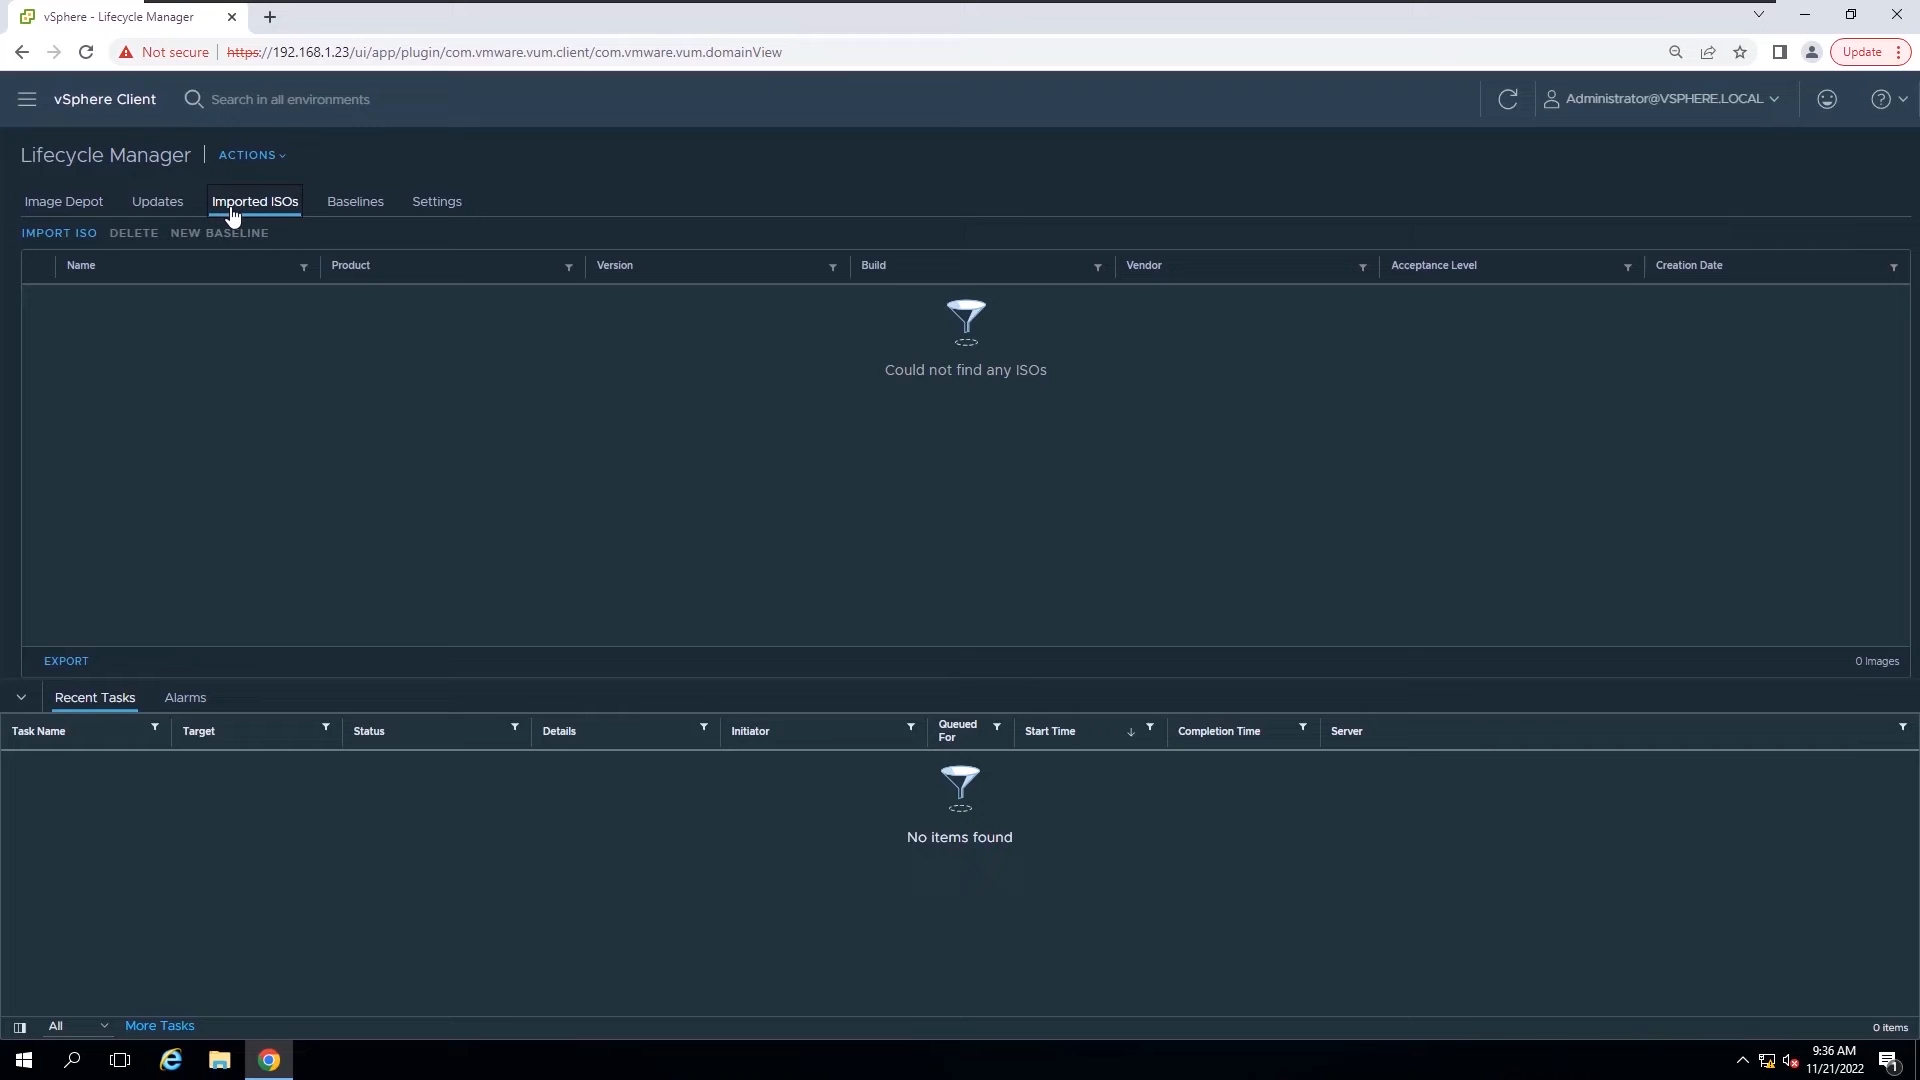 vSphere - Lifecycle Manager
Not secure https://192.168.1.23/ui/app/plugin/com.vmware.vum.client/com.vmware.vum.domainView Update
vSphere Client Search in all environments Administrator@VSPHERE.LOCAL
Lifecycle Manager ACTIONS
Image Depot Updates Imported ISOs Baselines Settings
IMPORT ISO DELETE NEW BASELINE
Name Product Version Build Vendor Acceptance Level Creation Date
Could not find any ISOs
EXPORT 0 Images
Recent Tasks Alarms
Task Name Target Status Details Initiator Queued For Start Time Completion Time Server
No items found
All More Tasks 0 items
9:36 AM
11/21/2022 1